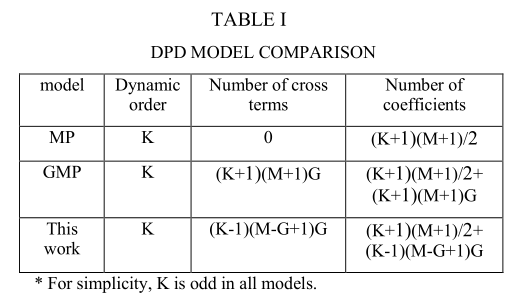 TABLE I
DPD MODEL COMPARISON
model Dynamic order Number of cross terms Number of coefficients
MP K 0 (K+1)(M+1)/2
GMP K (K+1)(M+1)G (K+1)(M+1)/2+
(K+1)(M+1)G
This work K (K-1)(M-G+1)G (K+1)(M+1)/2+
(K-1)(M-G+1)G
* For simplicity, K is odd in all models.